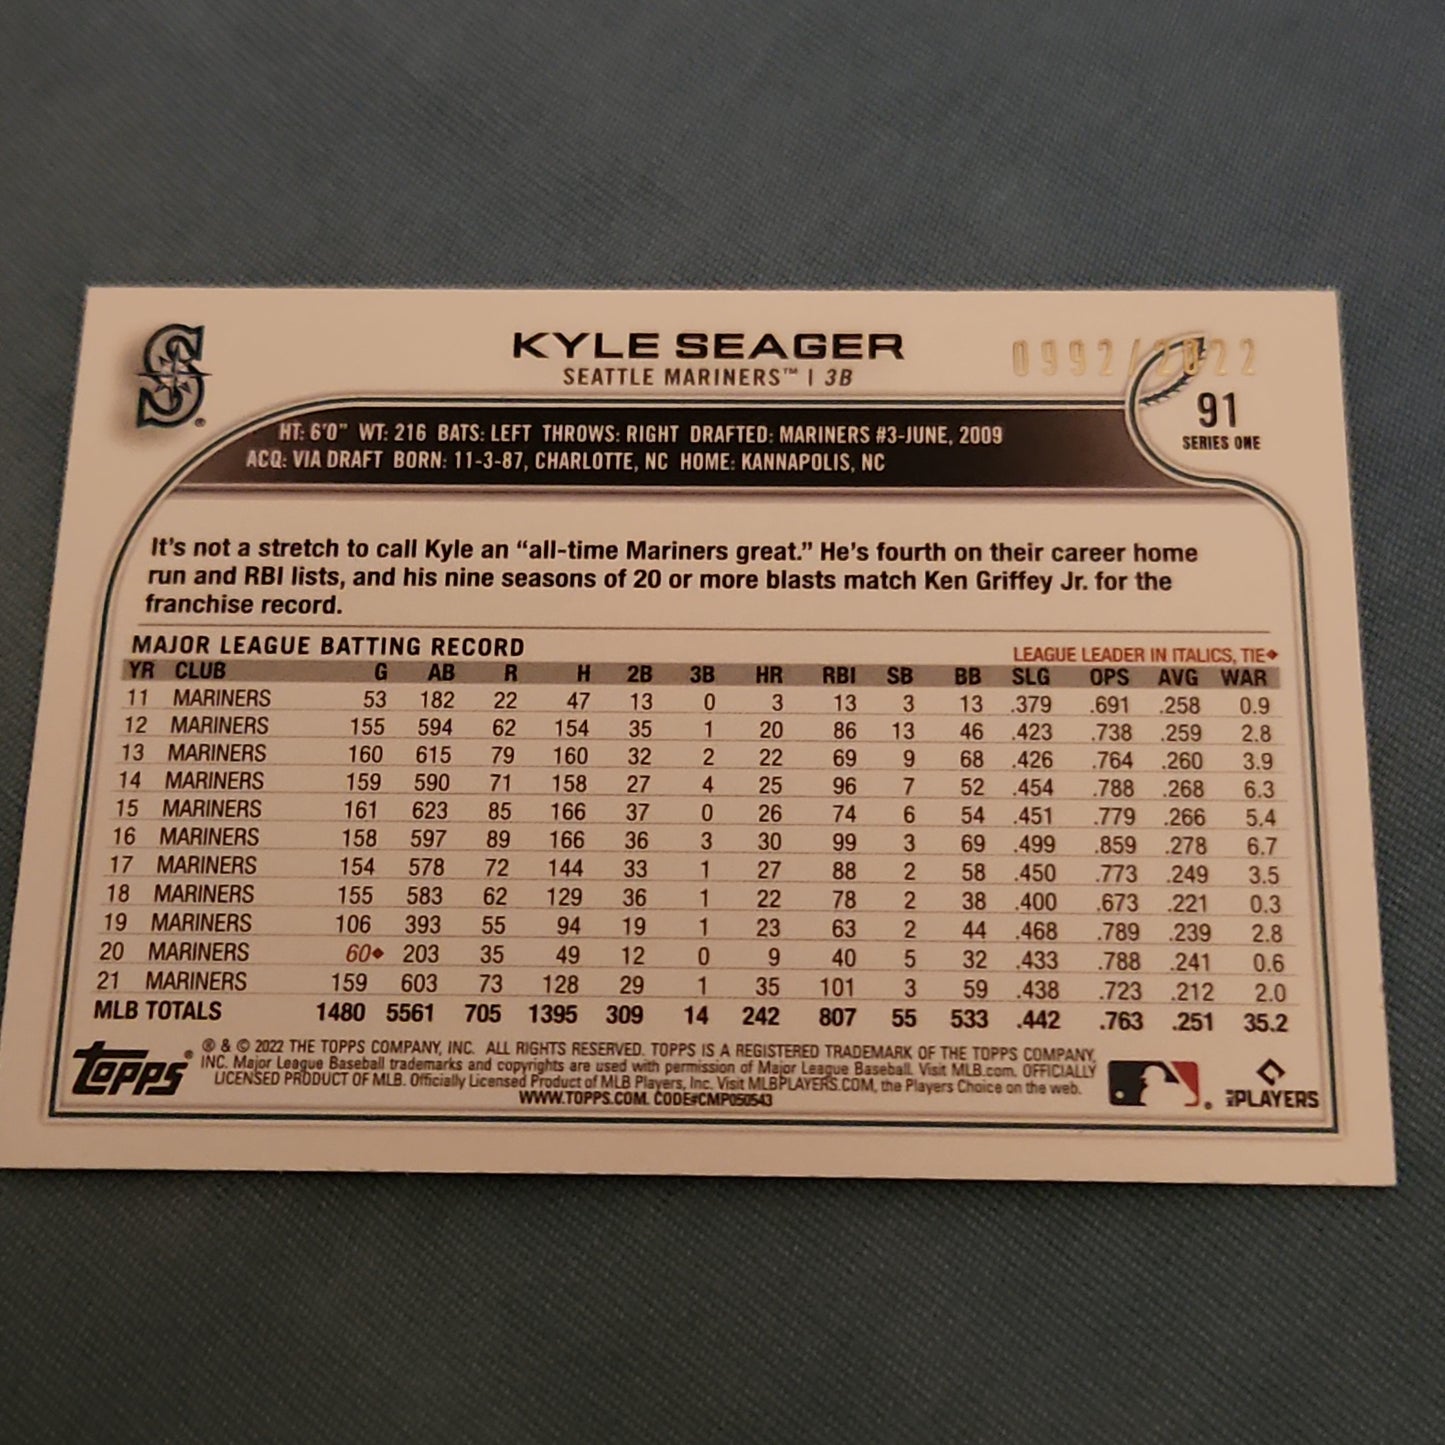 KYLE SEAGER
SEATTLE MARINERS™ | 3B
0992/2022
91
SERIES ONE
S ®
HT: 6'0" WT: 216 BATS: LEFT THROWS: RIGHT DRAFTED: MARINERS #3-JUNE, 2009
ACQ: VIA DRAFT BORN: 11-3-87, CHARLOTTE, NC HOME: KANNAPOLIS, NC
It's not a stretch to call Kyle an “all-time Mariners great.” He's fourth on their career home
run and RBI lists, and his nine seasons of 20 or more blasts match Ken Griffey Jr. for the
franchise record.
MAJOR LEAGUE BATTING RECORD
LEAGUE LEADER IN ITALICS, TIE♦
YR CLUB G AB R H 2B 3B HR RBI SB BB SLG OPS AVG WAR
11 MARINERS 53 182 22 47 13 0 3 13 3 13 .379 .691 .258 0.9
12 MARINERS 155 594 62 154 35 1 20 86 13 46 .423 .738 .259 2.8
13 MARINERS 160 615 79 160 32 2 22 69 9 68 .426 .764 .260 3.9
14 MARINERS 159 590 71 158 27 4 25 96 7 52 .454 .788 .268 6.3
15 MARINERS 161 623 85 166 37 0 26 74 6 54 .451 .779 .266 5.4
16 MARINERS 158 597 89 166 36 3 30 99 3 69 .499 .859 .278 6.7
17 MARINERS 154 578 72 144 33 1 27 88 2 58 .450 .773 .249 3.5
18 MARINERS 155 583 62 129 36 1 22 78 2 38 .400 .673 .221 0.3
19 MARINERS 106 393 55 94 19 1 23 63 2 44 .468 .789 .239 2.8
20 MARINERS 60♦ 203 35 49 12 0 9 40 5 32 .433 .788 .241 0.6
21 MARINERS 159 603 73 128 29 1 35 101 3 59 .438 .723 .212 2.0
MLB TOTALS 1480 5561 705 1395 309 14 242 807 55 533 .442 .763 .251 35.2
topps®
® & © 2022 THE TOPPS COMPANY, INC. ALL RIGHTS RESERVED. TOPPS IS A REGISTERED TRADEMARK OF THE TOPPS COMPANY,
INC. Major League Baseball trademarks and copyrights are used with permission of Major League Baseball. Visit MLB.com. OFFICIALLY
LICENSED PRODUCT OF MLB. Officially Licensed Product of MLB Players, Inc. Visit MLBPLAYERS.COM, the Players Choice on the web.
WWW.TOPPS.COM. CODE#CMP050543
MLB PLAYERS